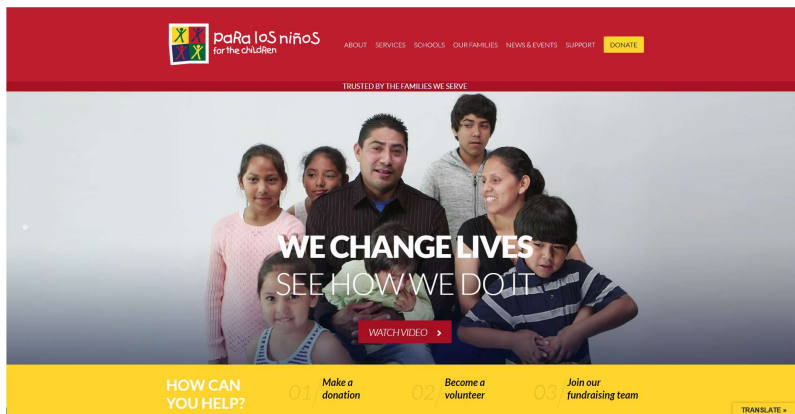 paRa loS niñoS
for the childRen
ABOUT SERVICES SCHOOLS OUR FAMILIES NEWS & EVENTS SUPPORT DONATE
TRUSTED BY THE FAMILIES WE SERVE
WE CHANGE LIVES
SEE HOW WE DO IT
WATCH VIDEO >
HOW CAN
YOU HELP?
01/ Make a
donation
02/ Become a
volunteer
03/ Join our
fundraising team
TRANSLATE »